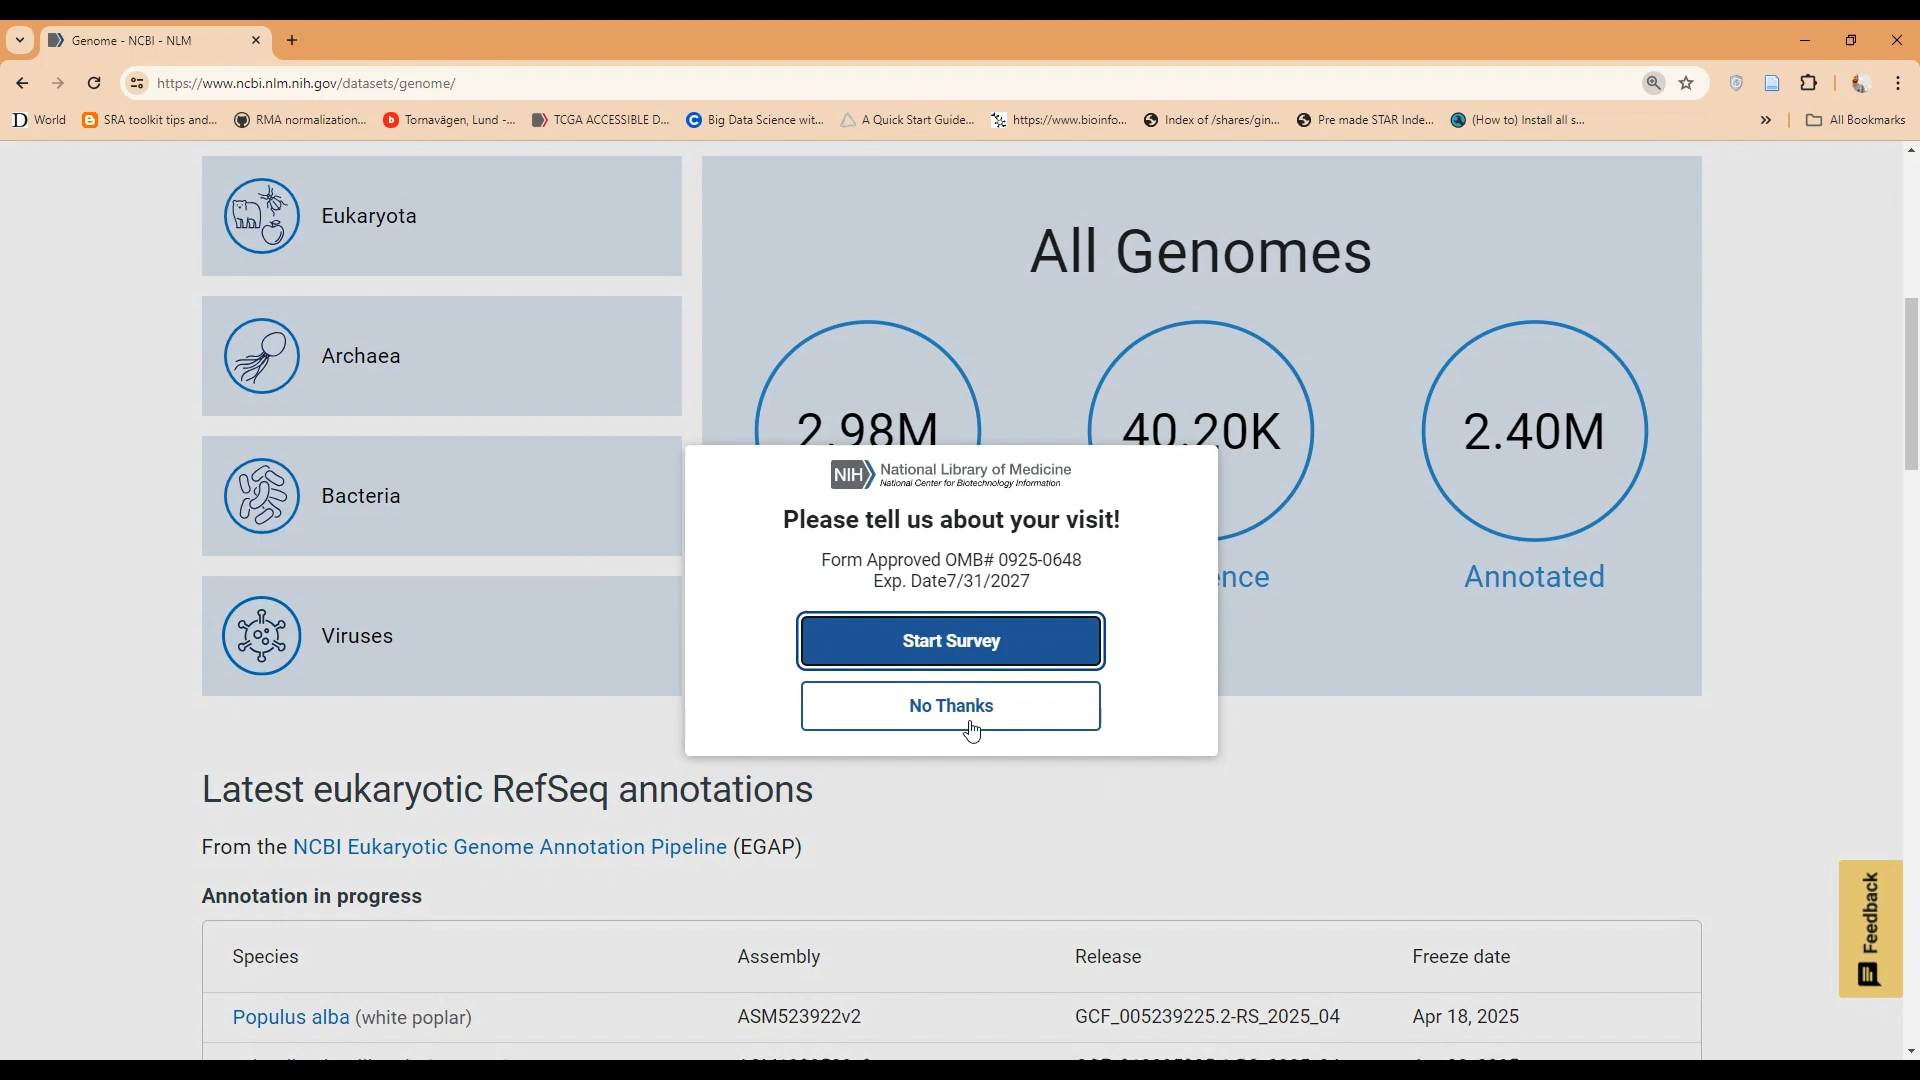 Genome - NCBI - NLM
https://www.ncbi.nlm.nih.gov/datasets/genome/
World
SRA toolkit tips and...
RMA normalization...
Tornavägen, Lund -...
TCGA ACCESSIBLE D...
Big Data Science wit...
A Quick Start Guide...
https://www.bioinfo...
Index of /shares/gin...
Pre made STAR Inde...
(How to) Install all s...
All Bookmarks
Eukaryota
Archaea
Bacteria
Viruses
All Genomes
2.98M
40.20K
2.40M
Annotated
NIH National Library of Medicine
National Center for Biotechnology Information
Please tell us about your visit!
Form Approved OMB# 0925-0648
Exp. Date7/31/2027
Start Survey
No Thanks
Latest eukaryotic RefSeq annotations
From the NCBI Eukaryotic Genome Annotation Pipeline (EGAP)
Annotation in progress
Species Assembly Release Freeze date
Populus alba (white poplar) ASM523922v2 GCF_005239225.2-RS_2025_04 Apr 18, 2025
Feedback